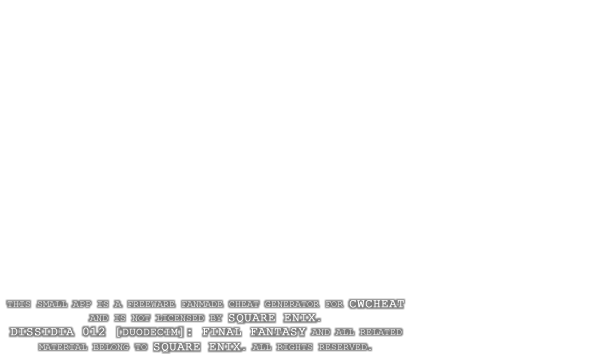 THIS SMALL APP IS A FREEWARE FANMADE CHEAT GENERATOR FOR CWCHEAT
AND IS NOT LICENSED BY SQUARE ENIX.
DISSIDIA 012 [DUODECIM]: FINAL FANTASY AND ALL RELATED
MATERIAL BELONG TO SQUARE ENIX. ALL RIGHTS RESERVED.